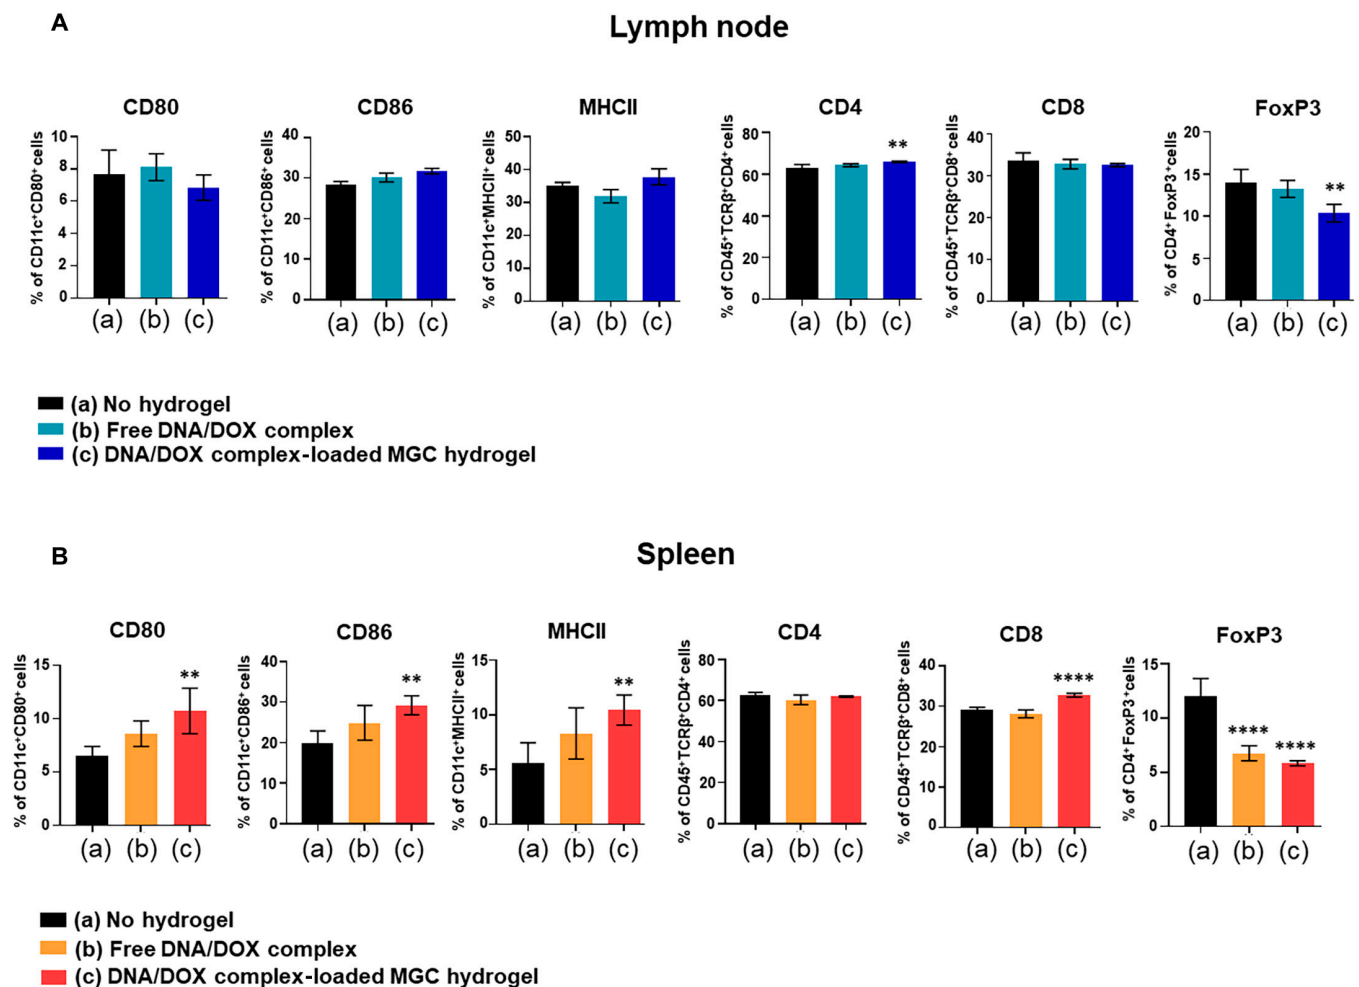 A
Lymph node
CD80
CD86
MHCII
CD4
CD8
FoxP3
% of CD11c⁺CD80⁺ cells
10
8
6
4
2
0
(a) (b) (c)
% of CD11c⁺CD86⁺ cells
40
30
20
10
0
(a) (b) (c)
% of CD11c⁺MHCII⁺ cells
50
40
30
20
10
0
(a) (b) (c)
% of CD45⁺TCRβ⁺CD4⁺ cells
80
60
40
20
0
**
(a) (b) (c)
% of CD45⁺TCRβ⁺CD8⁺ cells
40
30
20
10
0
(a) (b) (c)
% of CD4⁺FoxP3⁺cells
20
15
10
5
0
**
(a) (b) (c)
(a) No hydrogel
(b) Free DNA/DOX complex
(c) DNA/DOX complex-loaded MGC hydrogel
B
Spleen
CD80
CD86
MHCII
CD4
CD8
FoxP3
% of CD11c⁺CD80⁺ cells
15
10
5
0
**
(a) (b) (c)
% of CD11c⁺CD86⁺ cells
40
30
20
10
0
**
(a) (b) (c)
% of CD11c⁺MHCII⁺ cells
15
10
5
0
**
(a) (b) (c)
% of CD45⁺TCRβ⁺CD4⁺ cells
80
60
40
20
0
(a) (b) (c)
% of CD45⁺TCRβ⁺CD8⁺ cells
40
30
20
10
0
****
(a) (b) (c)
% of CD4⁺FoxP3⁺cells
15
10
5
0
****
****
(a) (b) (c)
(a) No hydrogel
(b) Free DNA/DOX complex
(c) DNA/DOX complex-loaded MGC hydrogel